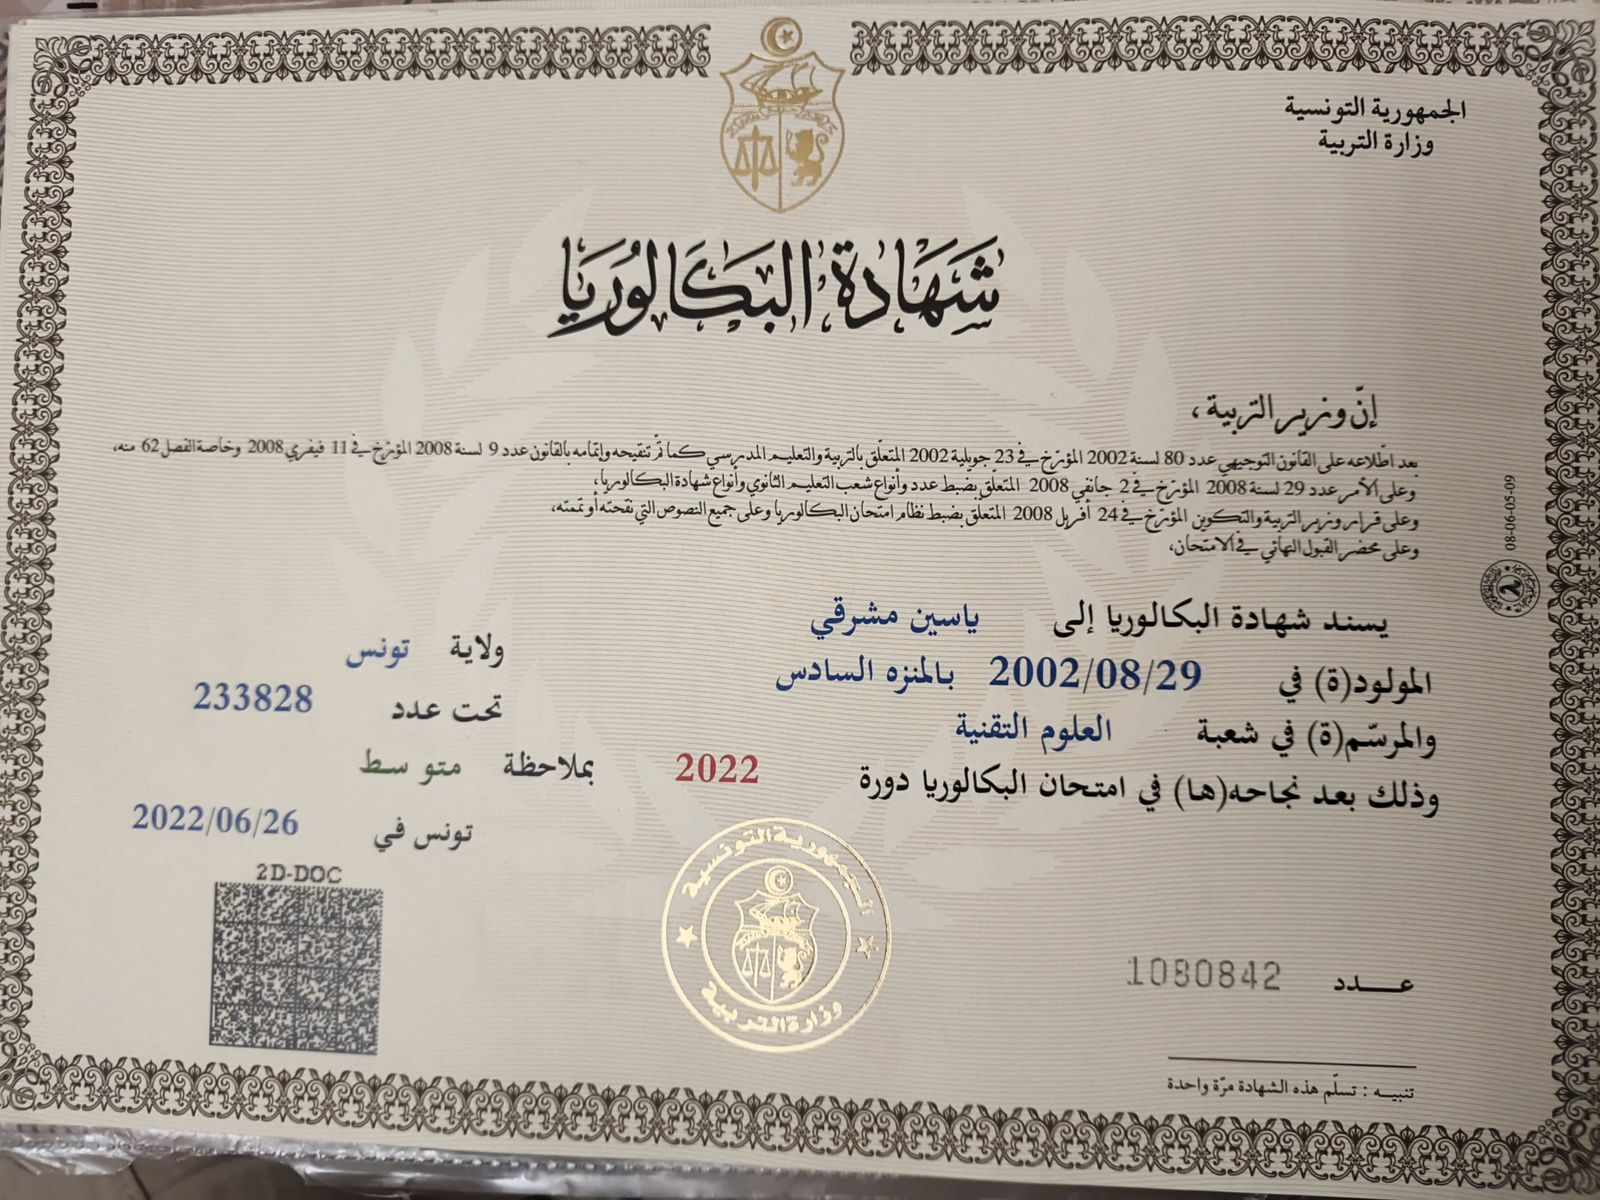 الجمهورية التونسية
وزارة التربية
شهادة البكالوريا
إنّ وزير التربية،
بعد اطّلاعه على القانون التوجيهي عدد 80 لسنة 2002 المؤرّخ في 23 جويلية 2002 المتعلّق بالتربية والتعليم المدرسي كما تمّ تنقيحه وإتمامه بالقانون عدد 9 لسنة 2008 المؤرّخ في 11 فيفري 2008 وخاصة الفصل 62 منه،
وعلى الأمر عدد 29 لسنة 2008 المؤرّخ في 2 جانفي 2008 المتعلّق بضبط عدد وأنواع شعب التعليم الثانوي وأنواع شهادة البكالوريا،
وعلى قرار وزير التربية والتكوين المؤرّخ في 24 أفريل 2008 المتعلّق بضبط نظام امتحان البكالوريا وعلى جميع النصوص التي نقحته أو تممته،
وعلى محضر القبول النهائي في الامتحان،
08-06-05-09
يسند شهادة البكالوريا إلى ياسين مشرقي
المولود(ة) في 2002/08/29 بالمنزه السادس ولاية تونس
والمرسّم(ة) في شعبة العلوم التقنية تحت عدد 233828
وذلك بعد نجاحه(ها) في امتحان البكالوريا دورة 2022 بملاحظة متوسط
تونس في 2022/06/26
2D-DOC
الجمهورية التونسية
وزارة التربية
عدد 1080842
تنبيه : تسلّم هذه الشهادة مرّة واحدة